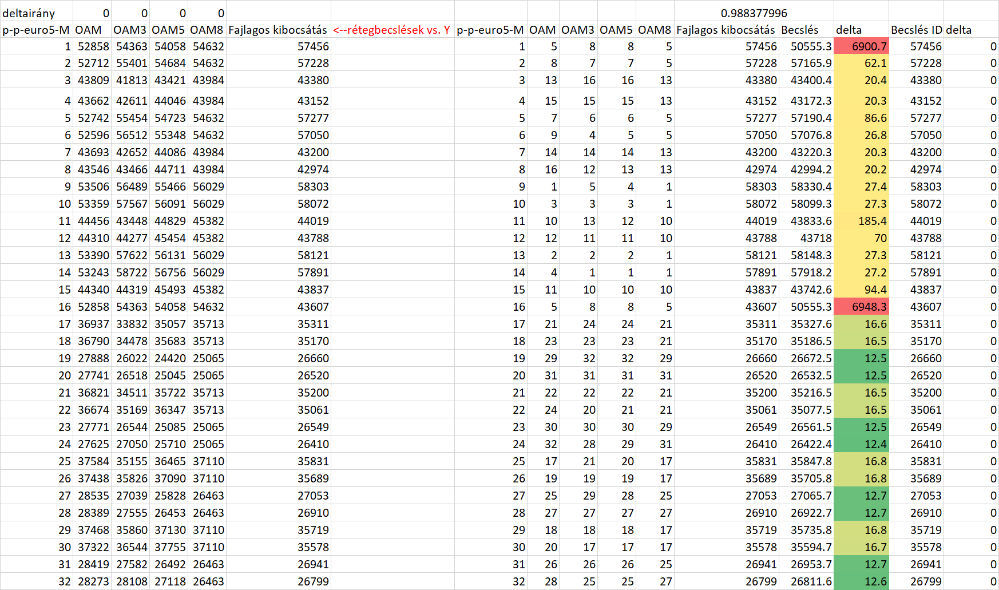 deltairány 0 0 0 0 0.988377996
p-p-euro5-M OAM OAM3 OAM5 OAM8 Fajlagos kibocsátás <--rétegbecslések vs. Y p-p-euro5-M OAM OAM3 OAM5 OAM8 Fajlagos kibocsátás Becslés delta Becslés ID delta
1 52858 54363 54058 54632 57456 1 5 8 8 5 57456 50555.3 6900.7 57456 0
2 52712 55401 54684 54632 57228 2 8 7 7 5 57228 57165.9 62.1 57228 0
3 43809 41813 43421 43984 43380 3 13 16 16 13 43380 43400.4 20.4 43380 0
4 43662 42611 44046 43984 43152 4 15 15 15 13 43152 43172.3 20.3 43152 0
5 52742 55454 54723 54632 57277 5 7 6 6 5 57277 57190.4 86.6 57277 0
6 52596 56512 55348 54632 57050 6 9 4 5 5 57050 57076.8 26.8 57050 0
7 43693 42652 44086 43984 43200 7 14 14 14 13 43200 43220.3 20.3 43200 0
8 43546 43466 44711 43984 42974 8 16 12 13 13 42974 42994.2 20.2 42974 0
9 53506 56489 55466 56029 58303 9 1 5 4 1 58303 58330.4 27.4 58303 0
10 53359 57567 56091 56029 58072 10 3 3 3 1 58072 58099.3 27.3 58072 0
11 44456 43448 44829 45382 44019 11 10 13 12 10 44019 43833.6 185.4 44019 0
12 44310 44277 45454 45382 43788 12 12 11 11 10 43788 43718 70 43788 0
13 53390 57622 56131 56029 58121 13 2 2 2 1 58121 58148.3 27.3 58121 0
14 53243 58722 56756 56029 57891 14 4 1 1 1 57891 57918.2 27.2 57891 0
15 44340 44319 45493 45382 43837 15 11 10 10 10 43837 43742.6 94.4 43837 0
16 52858 54363 54058 54632 43607 16 5 8 8 5 43607 50555.3 6948.3 43607 0
17 36937 33832 35057 35713 35311 17 21 24 24 21 35311 35327.6 16.6 35311 0
18 36790 34478 35683 35713 35170 18 23 23 23 21 35170 35186.5 16.5 35170 0
19 27888 26022 24420 25065 26660 19 29 32 32 29 26660 26672.5 12.5 26660 0
20 27741 26518 25045 25065 26520 20 31 31 31 31 26520 26532.5 12.5 26520 0
21 36821 34511 35722 35713 35200 21 22 22 22 21 35200 35216.5 16.5 35200 0
22 36674 35169 36347 35713 35061 22 24 20 21 21 35061 35077.5 16.5 35061 0
23 27771 26544 25085 25065 26549 23 30 30 30 29 26549 26561.5 12.5 26549 0
24 27625 27050 25710 25065 26410 24 32 28 29 31 26410 26422.4 12.4 26410 0
25 37584 35155 36465 37110 35831 25 17 21 20 17 35831 35847.8 16.8 35831 0
26 37438 35826 37090 37110 35689 26 19 19 19 17 35689 35705.8 16.8 35689 0
27 28535 27039 25828 26463 27053 27 25 29 28 25 27053 27065.7 12.7 27053 0
28 28389 27555 26453 26463 26910 28 27 27 27 27 26910 26922.7 12.7 26910 0
29 37468 35860 37130 37110 35719 29 18 18 18 17 35719 35735.8 16.8 35719 0
30 37322 36544 37755 37110 35578 30 20 17 17 17 35578 35594.7 16.7 35578 0
31 28419 27582 26492 26463 26941 31 26 26 26 25 26941 26953.7 12.7 26941 0
32 28273 28108 27118 26463 26799 32 28 25 25 27 26799 26811.6 12.6 26799 0